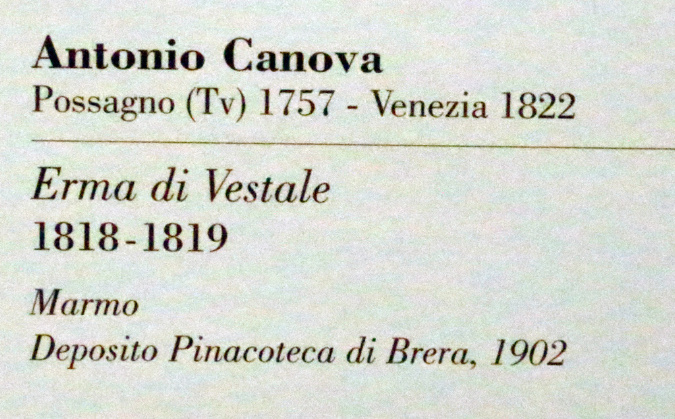 Antonio Canova
Possagno (Tv) 1757 - Venezia 1822
Erma di Vestale
1818-1819
Marmo
Deposito Pinacoteca di Brera, 1902